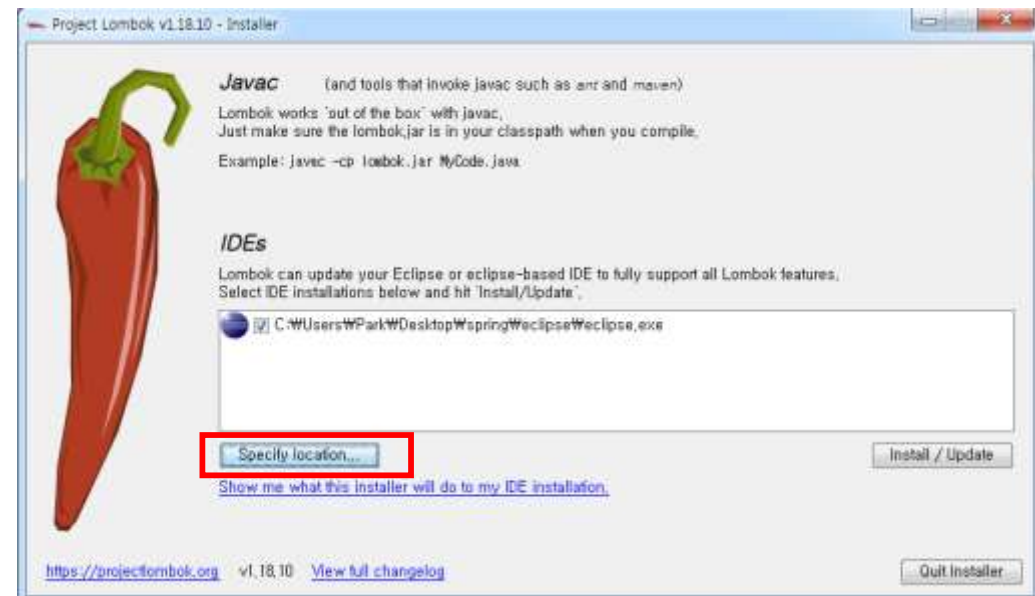 Project Lombok v1.18.10 - Installer
Javac (and tools that invoke javac such as ant and maven)
Lombok works 'out of the box' with javac,
Just make sure the lombok.jar is in your classpath when you compile,
Example: javac -cp lombok.jar MyCode.java
IDEs
Lombok can update your Eclipse or eclipse-based IDE to fully support all Lombok features,
Select IDE installations below and hit 'Install/Update',
C:₩Users₩Park₩Desktop₩spring₩eclipse₩eclipse,exe
Specify location...
Install / Update
Show me what this installer will do to my IDE installation,
https://projectlombok.org v1.18.10 View full changelog
Quit Installer